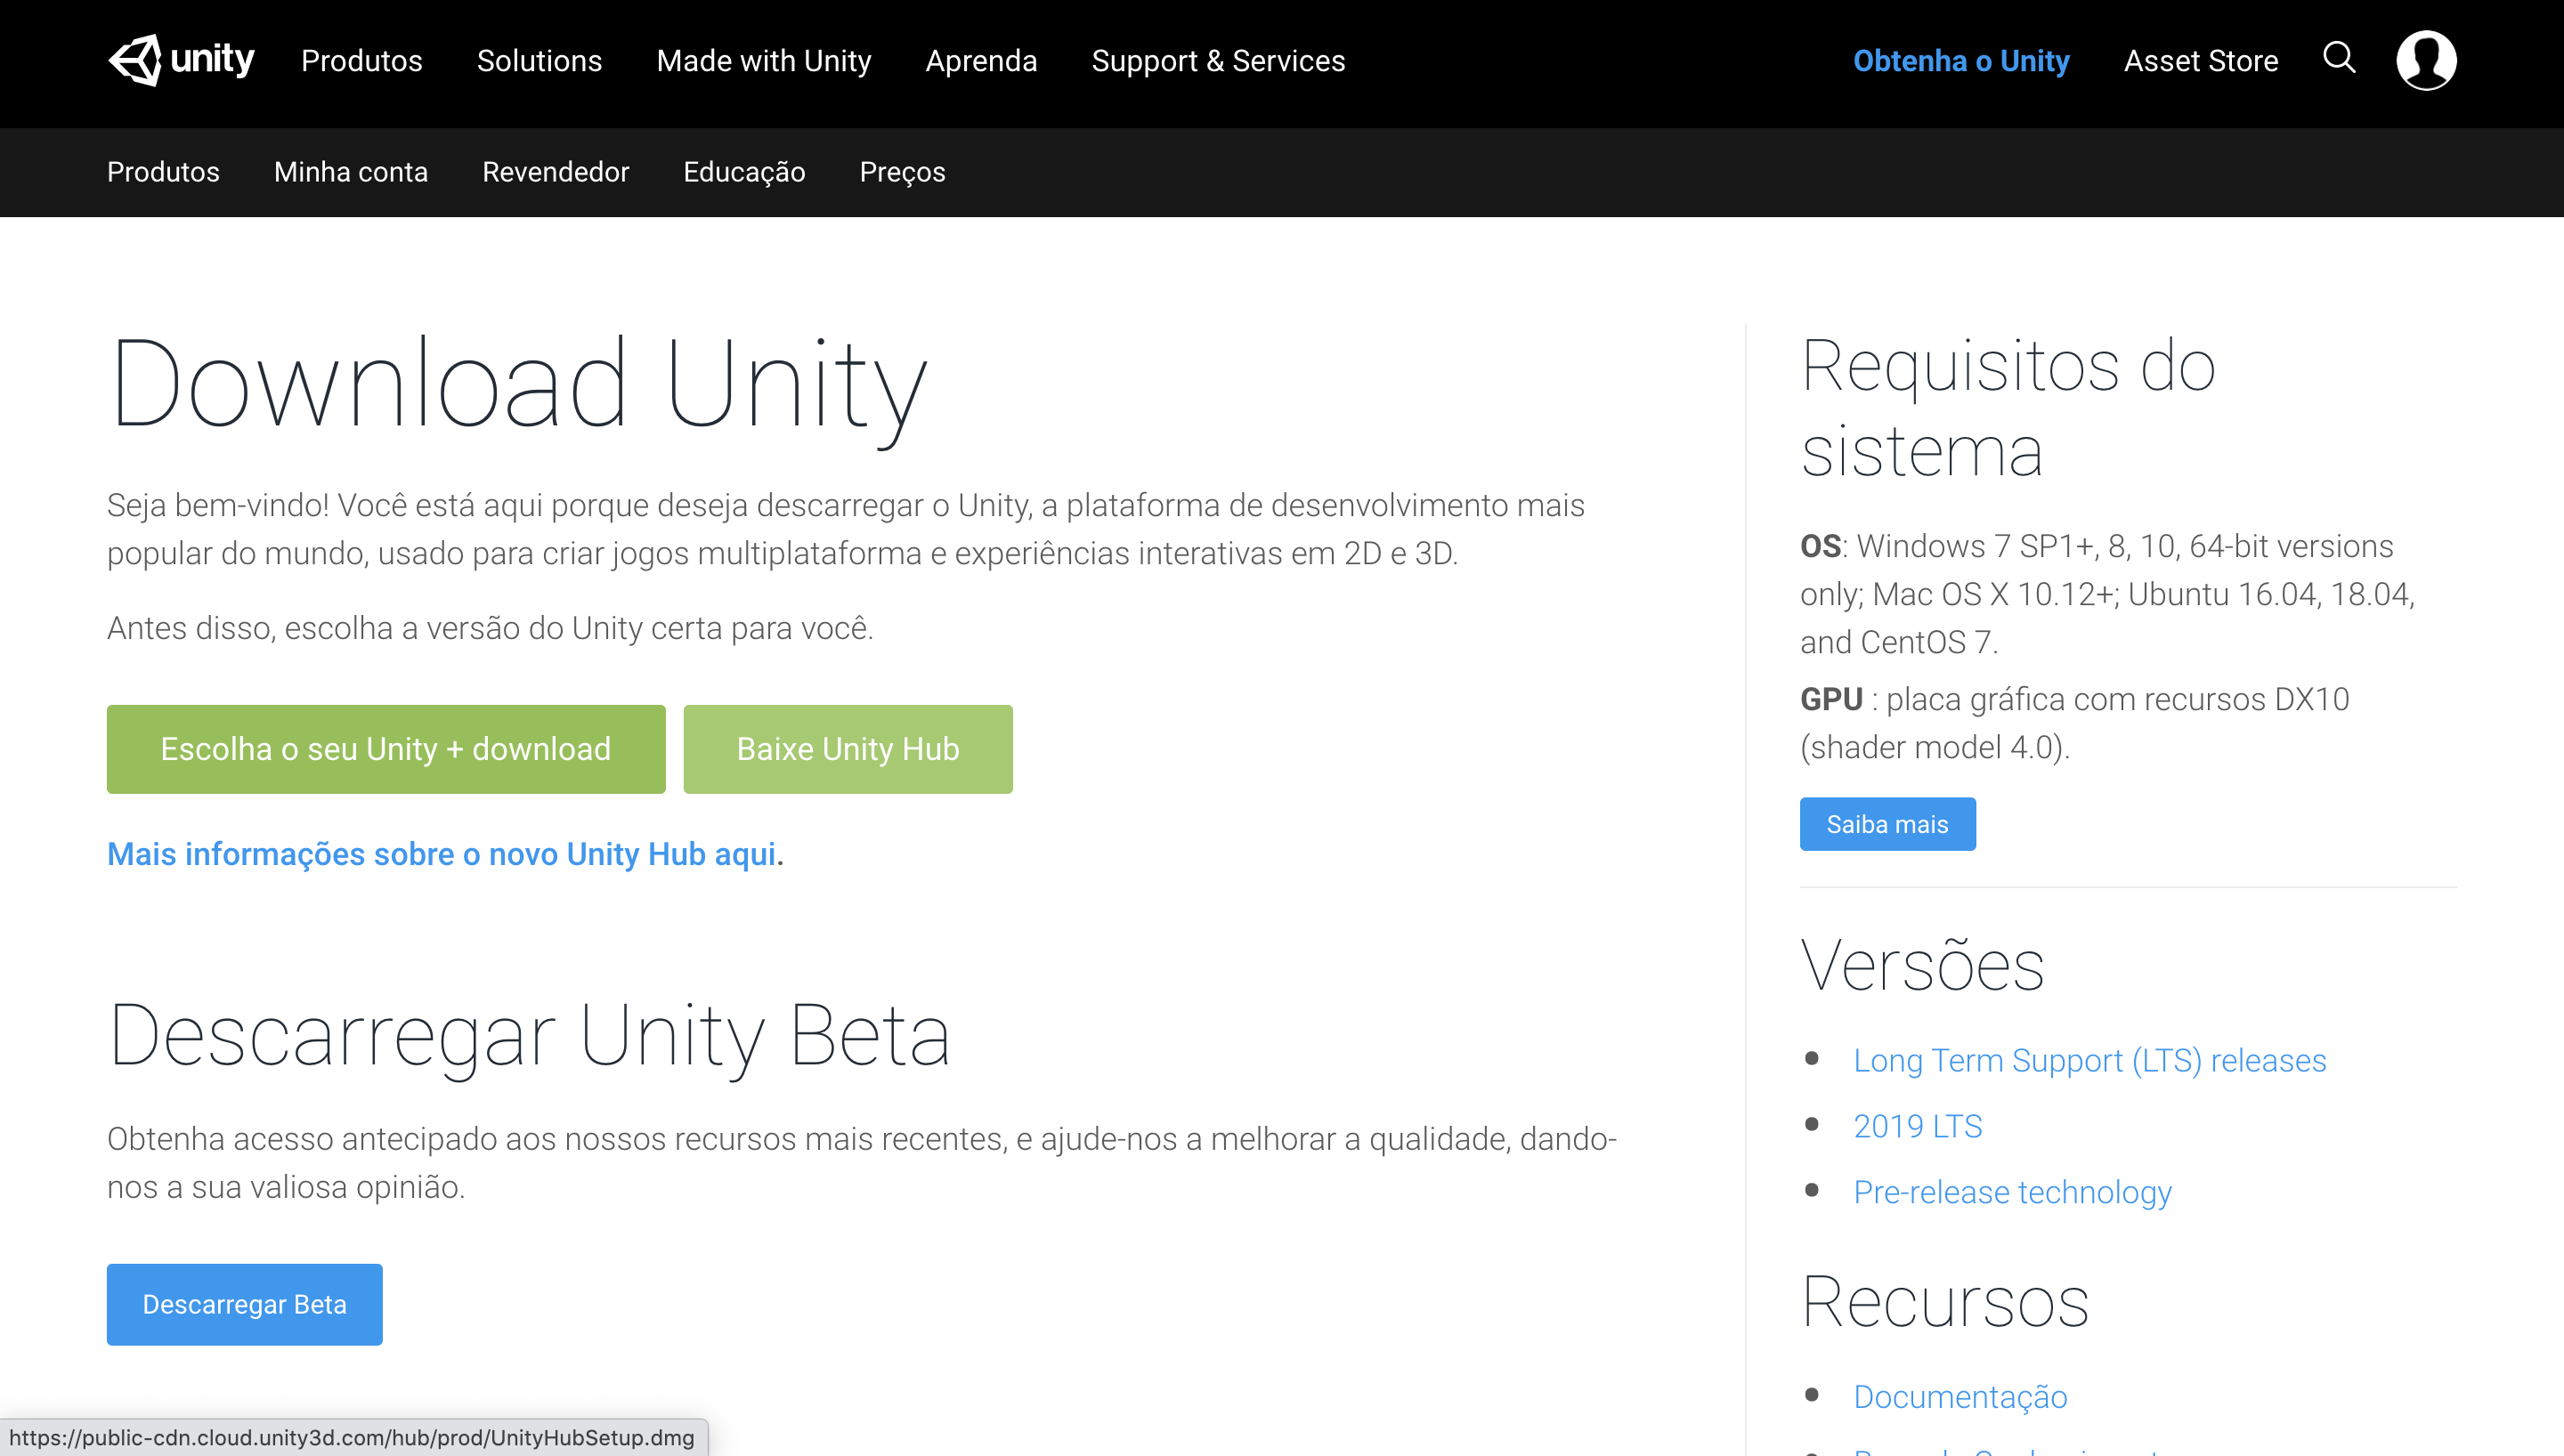 unity Produtos Solutions Made with Unity Aprenda Support & Services Obtenha o Unity Asset Store
Produtos Minha conta Revendedor Educação Preços
Download Unity
Seja bem-vindo! Você está aqui porque deseja descarregar o Unity, a plataforma de desenvolvimento mais
popular do mundo, usado para criar jogos multiplataforma e experiências interativas em 2D e 3D.
Antes disso, escolha a versão do Unity certa para você.
Escolha o seu Unity + download Baixe Unity Hub
Mais informações sobre o novo Unity Hub aqui.
Descarregar Unity Beta
Obtenha acesso antecipado aos nossos recursos mais recentes, e ajude-nos a melhorar a qualidade, dando-
nos a sua valiosa opinião.
Descarregar Beta
Requisitos do
sistema
OS: Windows 7 SP1+, 8, 10, 64-bit versions
only; Mac OS X 10.12+; Ubuntu 16.04, 18.04,
and CentOS 7.
GPU : placa gráfica com recursos DX10
(shader model 4.0).
Saiba mais
Versões
Long Term Support (LTS) releases
2019 LTS
Pre-release technology
Recursos
Documentação
https://public-cdn.cloud.unity3d.com/hub/prod/UnityHubSetup.dmg